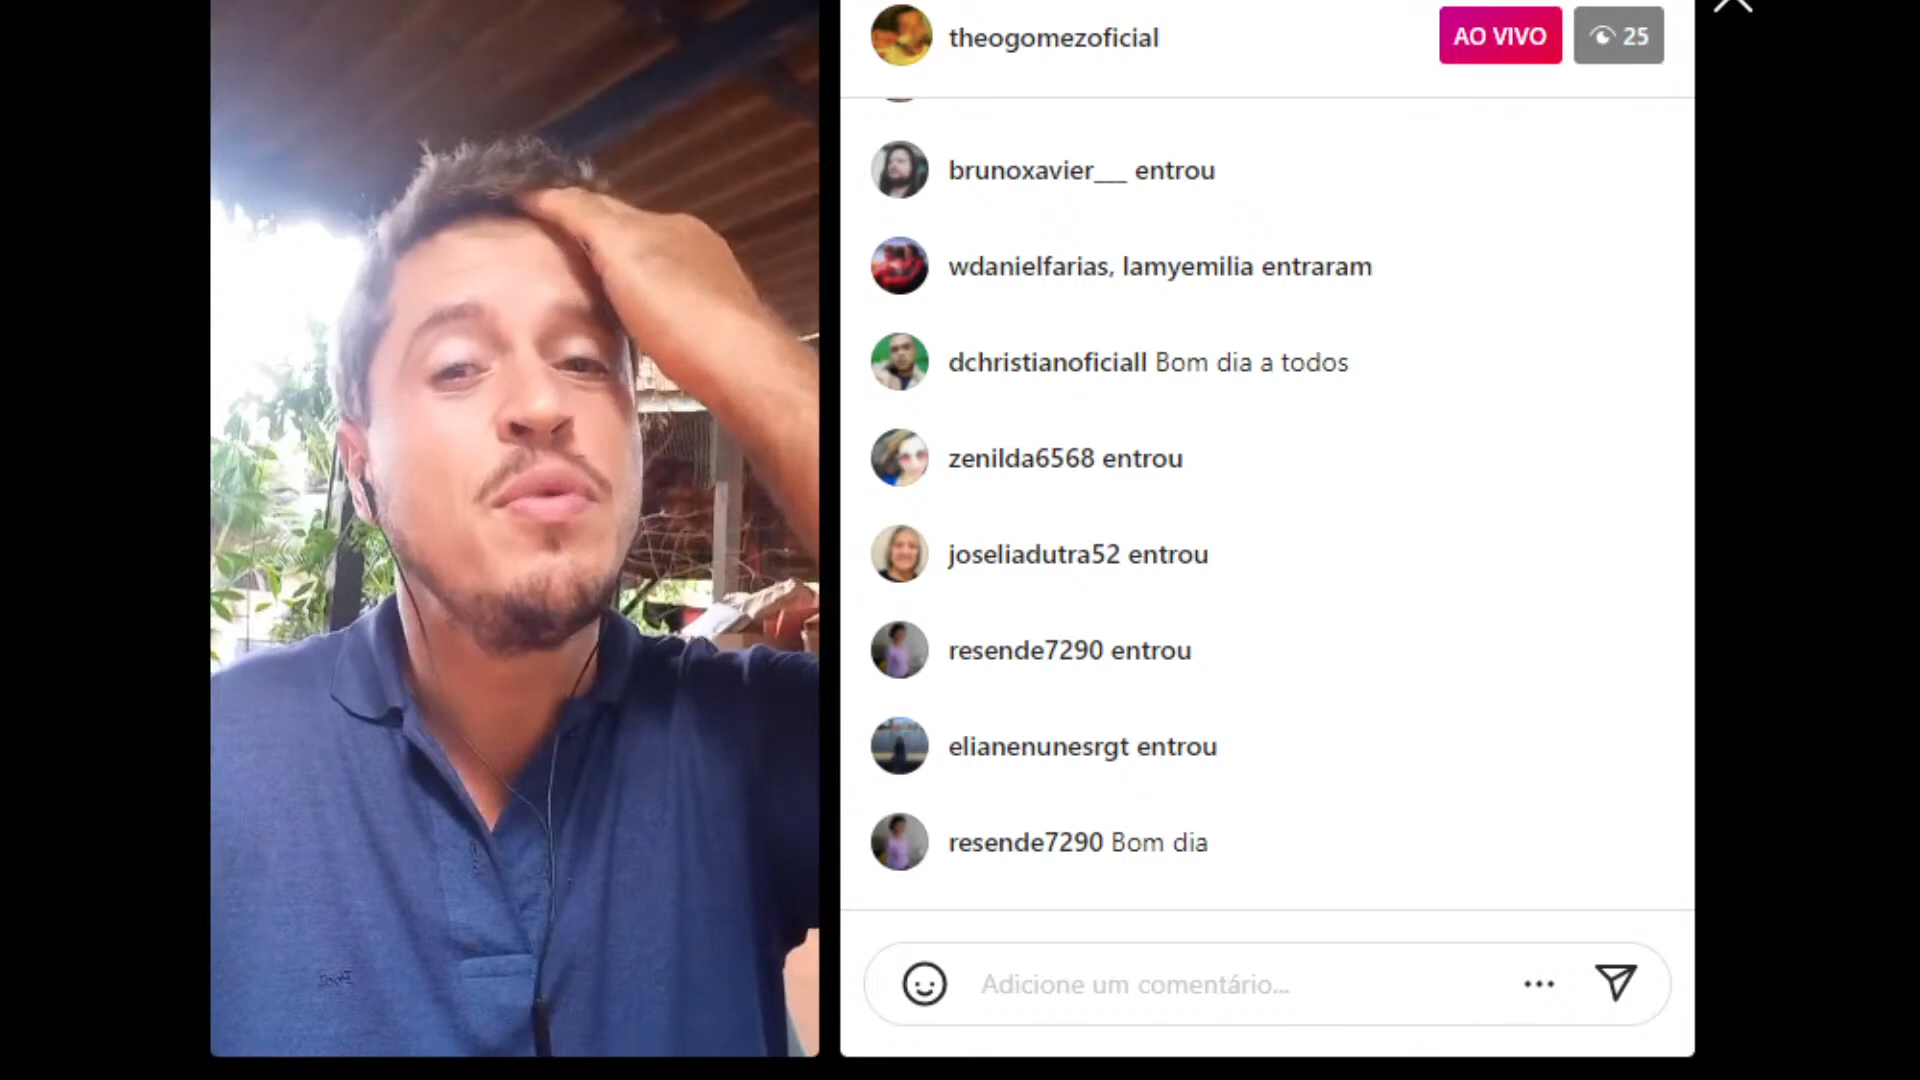 theogomezoficial
AO VIVO
25
brunoxavier___ entrou
wdanielfarias, lamyemilia entraram
dchristianoficiall Bom dia a todos
zenilda6568 entrou
joseliadutra52 entrou
resende7290 entrou
elianenunesrgt entrou
resende7290 Bom dia
Adicione um comentário...